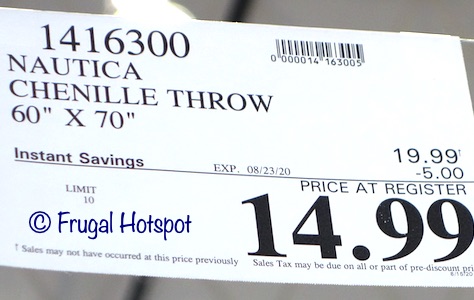 1416300
0 000014 163005
NAUTICA
CHENILLE THROW
60" X 70"
Instant Savings
EXP. 08/23/20
19.99†
-5.00
LIMIT
10
PRICE AT REGISTER
14.99
© Frugal Hotspot
† Sales may not have occurred at this price previously
Sales Tax may be due on all or part of pre-discount pri